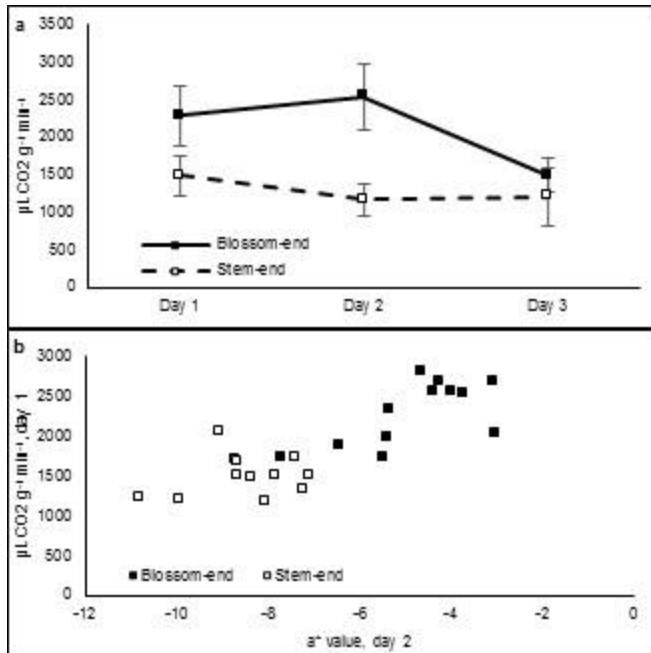 a
3500
3000
2500
2000
1500
1000
500
0
µL CO2 g⁻¹ min⁻¹
Blossom-end
Stem-end
Day 1 Day 2 Day 3
b
3000
2500
2000
1500
1000
500
0
µL CO2 g⁻¹ min⁻¹, day 1
Blossom-end Stem-end
-12 -10 -8 -6 -4 -2 0
a* value, day 2